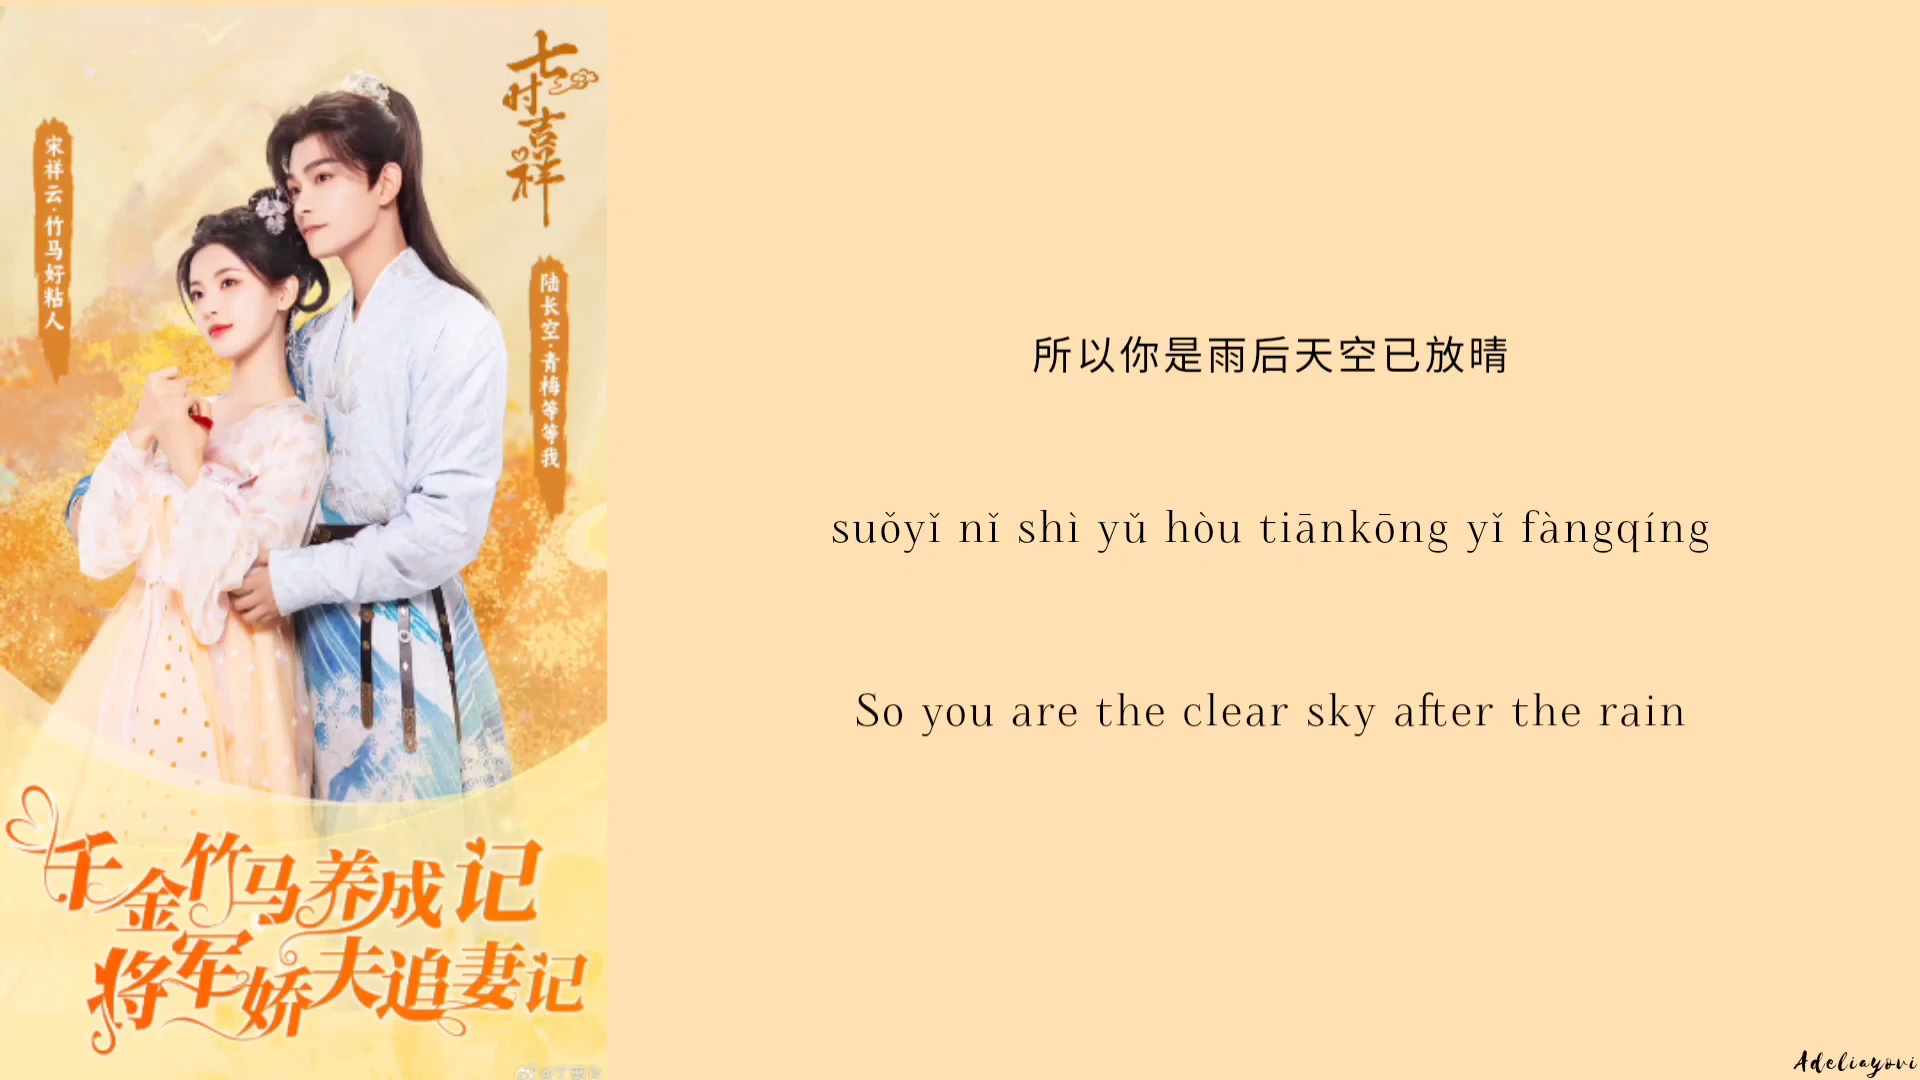 七时吉祥
宋祥云·竹马好粘人
陆长空·青梅等等我
千金竹马养成记
将军娇夫追妻记
所以你是雨后天空已放晴
suǒyǐ nǐ shì yǔ hòu tiānkōng yǐ fàngqíng
So you are the clear sky after the rain
Adeliayovi